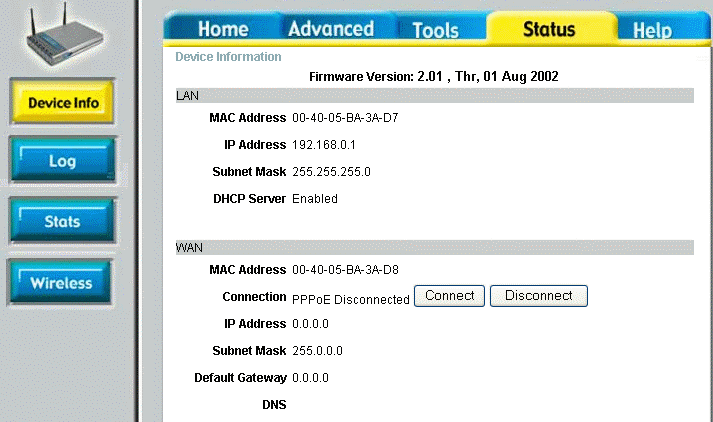 Home Advanced Tools Status Help
Device Information
Firmware Version: 2.01 , Thr, 01 Aug 2002
Device Info
Log
Stats
Wireless
LAN
MAC Address 00-40-05-BA-3A-D7
IP Address 192.168.0.1
Subnet Mask 255.255.255.0
DHCP Server Enabled
WAN
MAC Address 00-40-05-BA-3A-D8
Connection PPPoE Disconnected Connect Disconnect
IP Address 0.0.0.0
Subnet Mask 255.0.0.0
Default Gateway 0.0.0.0
DNS